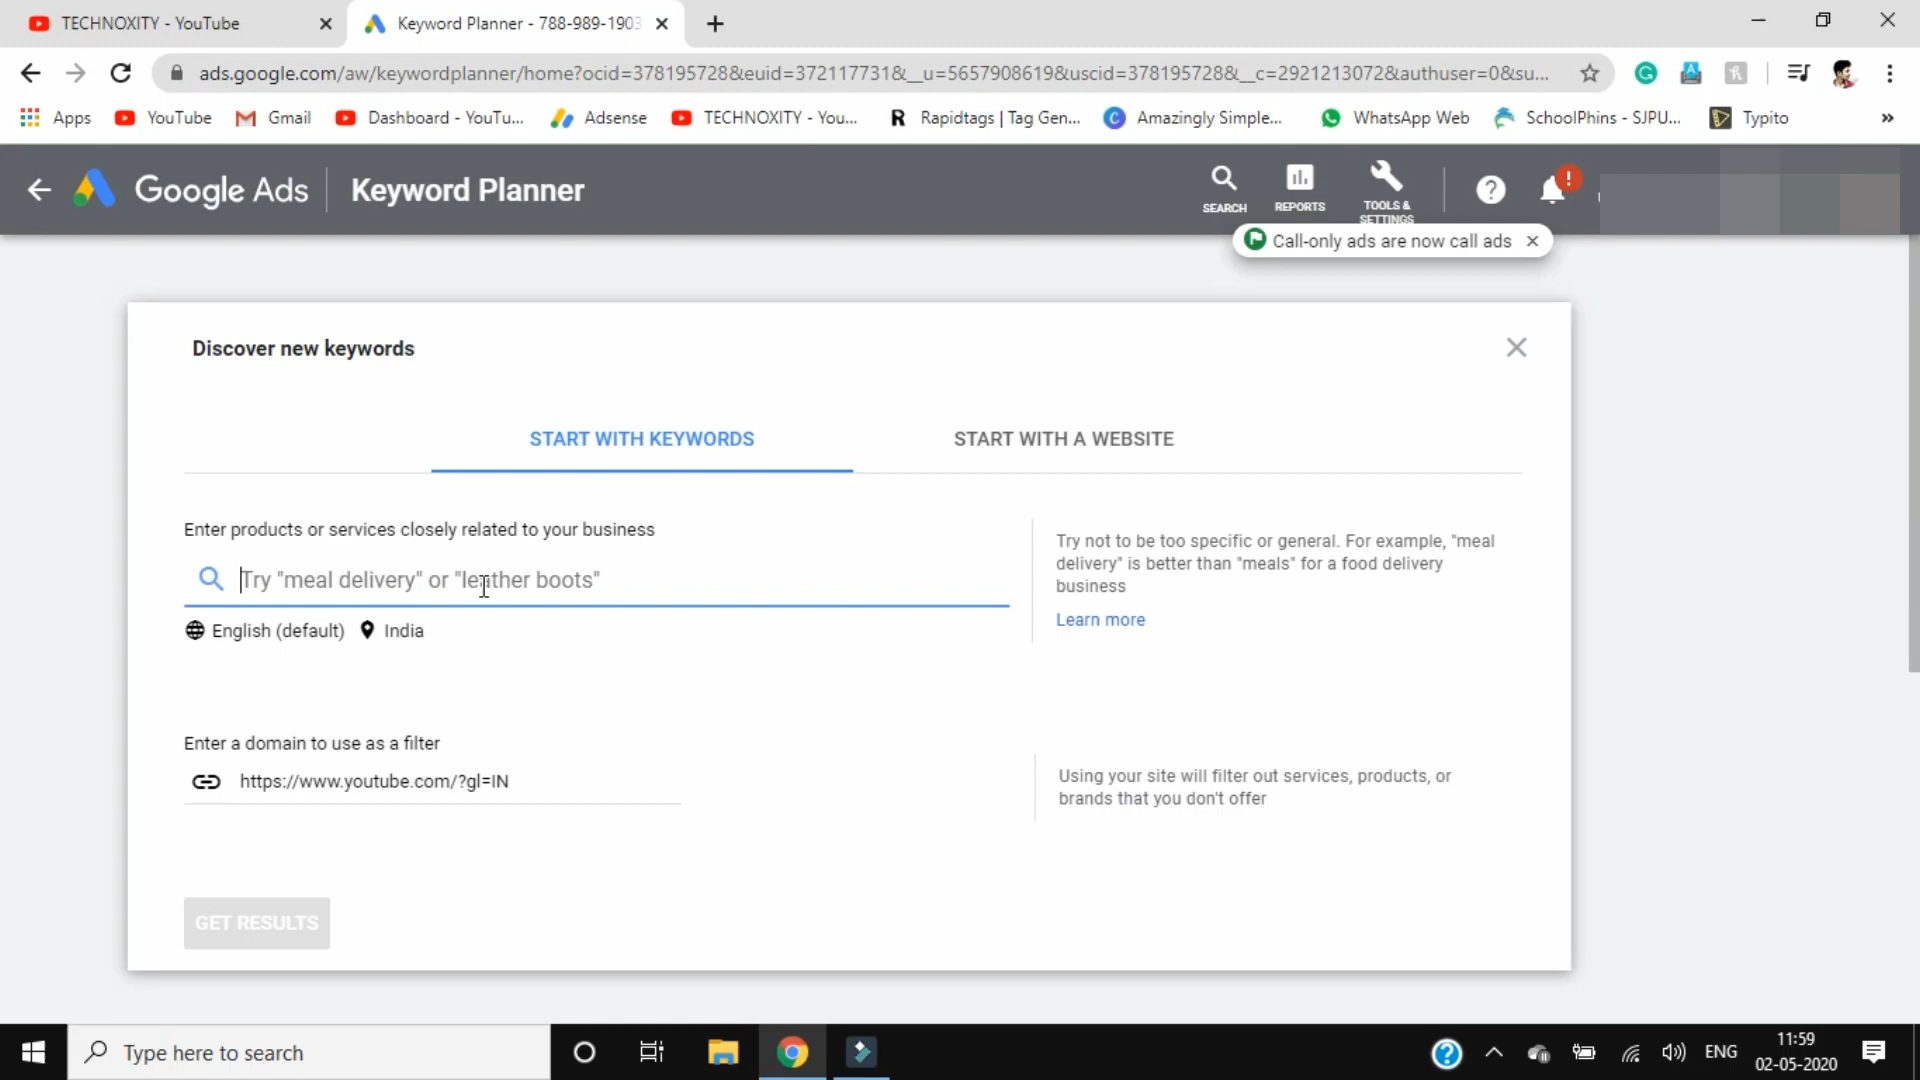 TECHNOXITY - YouTube
Keyword Planner - 788-989-1903
ads.google.com/aw/keywordplanner/home?ocid=378195728&euid=372117731&__u=5657908619&uscid=378195728&__c=2921213072&authuser=0&su...
Apps
YouTube
Gmail
Dashboard - YouTu...
Adsense
TECHNOXITY - You...
R
Rapidtags | Tag Gen...
C
Amazingly Simple...
WhatsApp Web
SchoolPhins - SJPU...
Typito
»
Google Ads
Keyword Planner
SEARCH
REPORTS
TOOLS &
SETTINGS
Call-only ads are now call ads
Discover new keywords
START WITH KEYWORDS
START WITH A WEBSITE
Enter products or services closely related to your business
Try "meal delivery" or "leather boots"
English (default)
India
Try not to be too specific or general. For example, "meal
delivery" is better than "meals" for a food delivery
business
Learn more
Enter a domain to use as a filter
https://www.youtube.com/?gl=IN
Using your site will filter out services, products, or
brands that you don't offer
GET RESULTS
Type here to search
ENG
11:59
02-05-2020